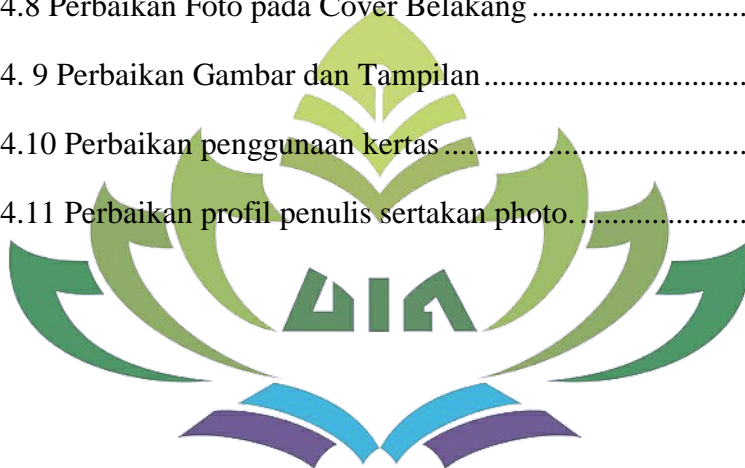 4.8 Perbaikan Foto pada Cover Belakang ...............................
4. 9 Perbaikan Gambar dan Tampilan ....................................
4.10 Perbaikan penggunaan kertas .........................................
4.11 Perbaikan profil penulis sertakan photo. .......................
UIN